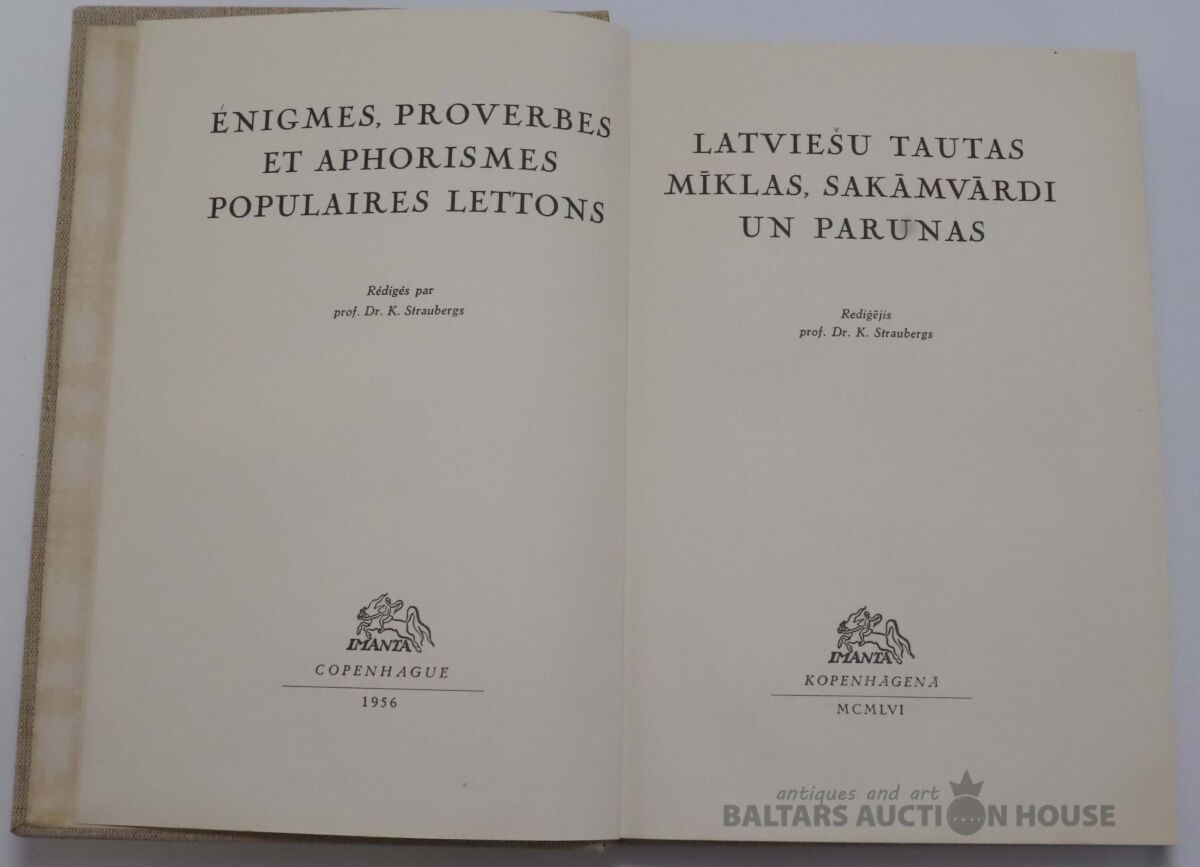 ÉNIGMES, PROVERBES
ET APHORISMES
POPULAIRES LETTONS
Rédigés par
prof. Dr. K. Straubergs
IMANTA
COPENHAGUE
1956
LATVIEŠU TAUTAS
MĪKLAS, SAKĀMVĀRDI
UN PARUNAS
Rediģējis
prof. Dr. K. Straubergs
IMANTA
KOPENHĀGENĀ
MCMLVI
antiques and art
BALTARS AUCTION HOUSE